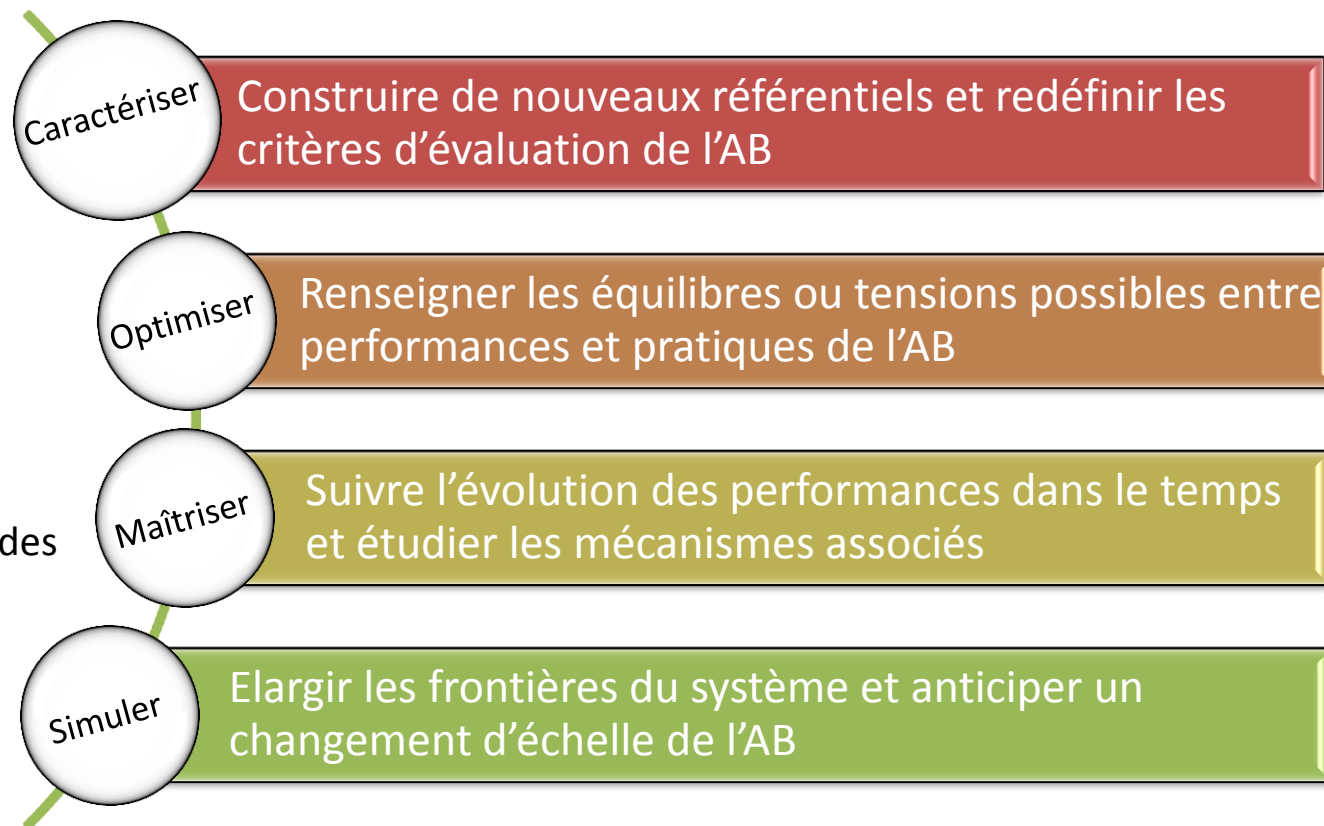 Caractériser
Construire de nouveaux référentiels et redéfinir les
critères d’évaluation de l’AB
Optimiser
Renseigner les équilibres ou tensions possibles entre
performances et pratiques de l’AB
des
Maîtriser
Suivre l’évolution des performances dans le temps
et étudier les mécanismes associés
Simuler
Elargir les frontières du système et anticiper un
changement d’échelle de l’AB